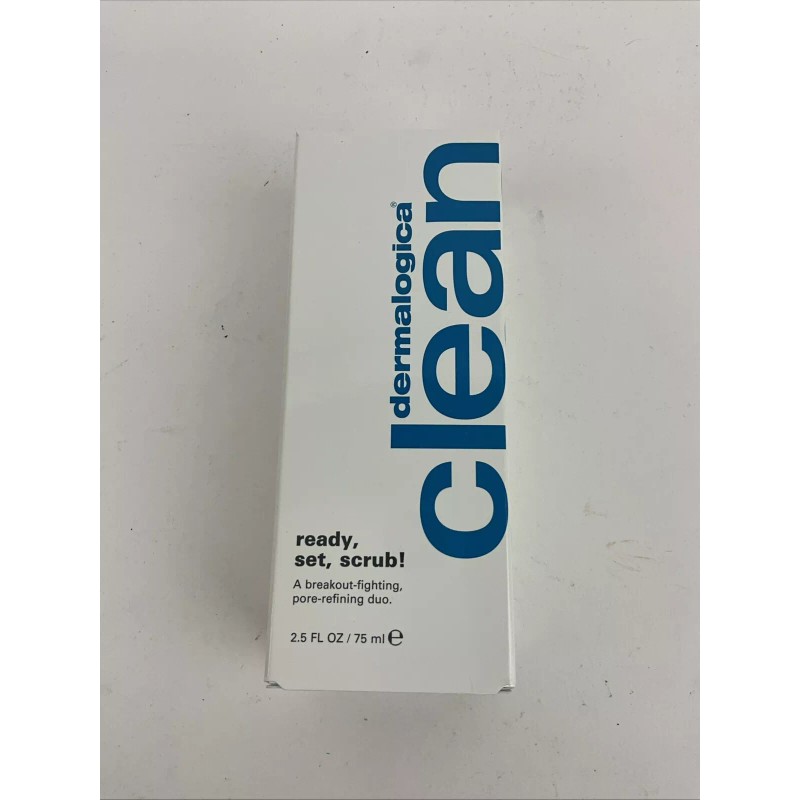 dermalogica®
clean
ready,
set, scrub!
A breakout-fighting,
pore-refining duo.
2.5 FL OZ / 75 ml ℮